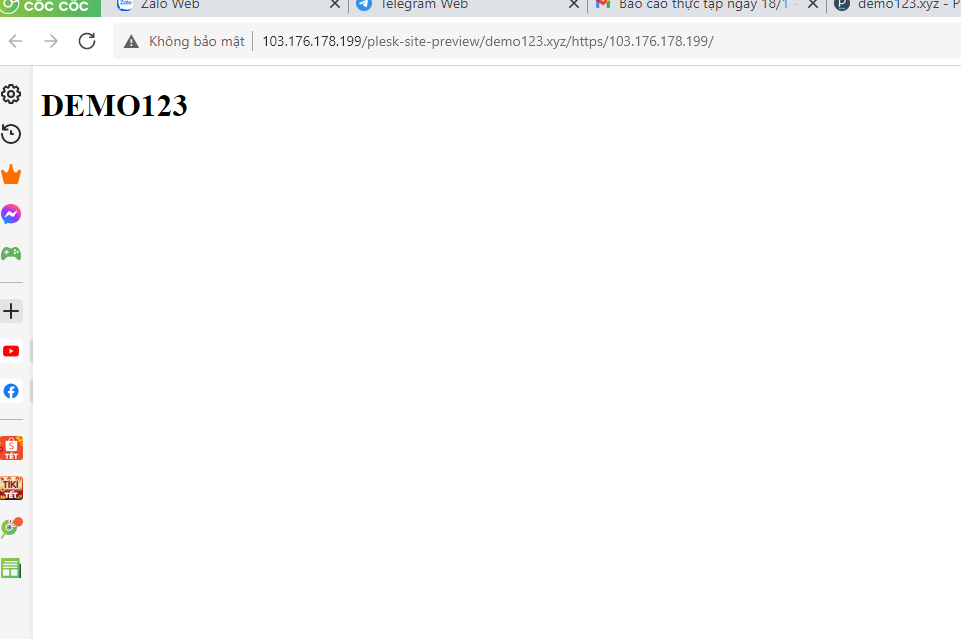 cốc cốc
Zalo Web
Telegram Web
Báo cáo thực tập ngày 18/1 -
demo123.xyz - P
Không bảo mật
103.176.178.199/plesk-site-preview/demo123.xyz/https/103.176.178.199/
DEMO123
TẾT
TIKI
TẾT